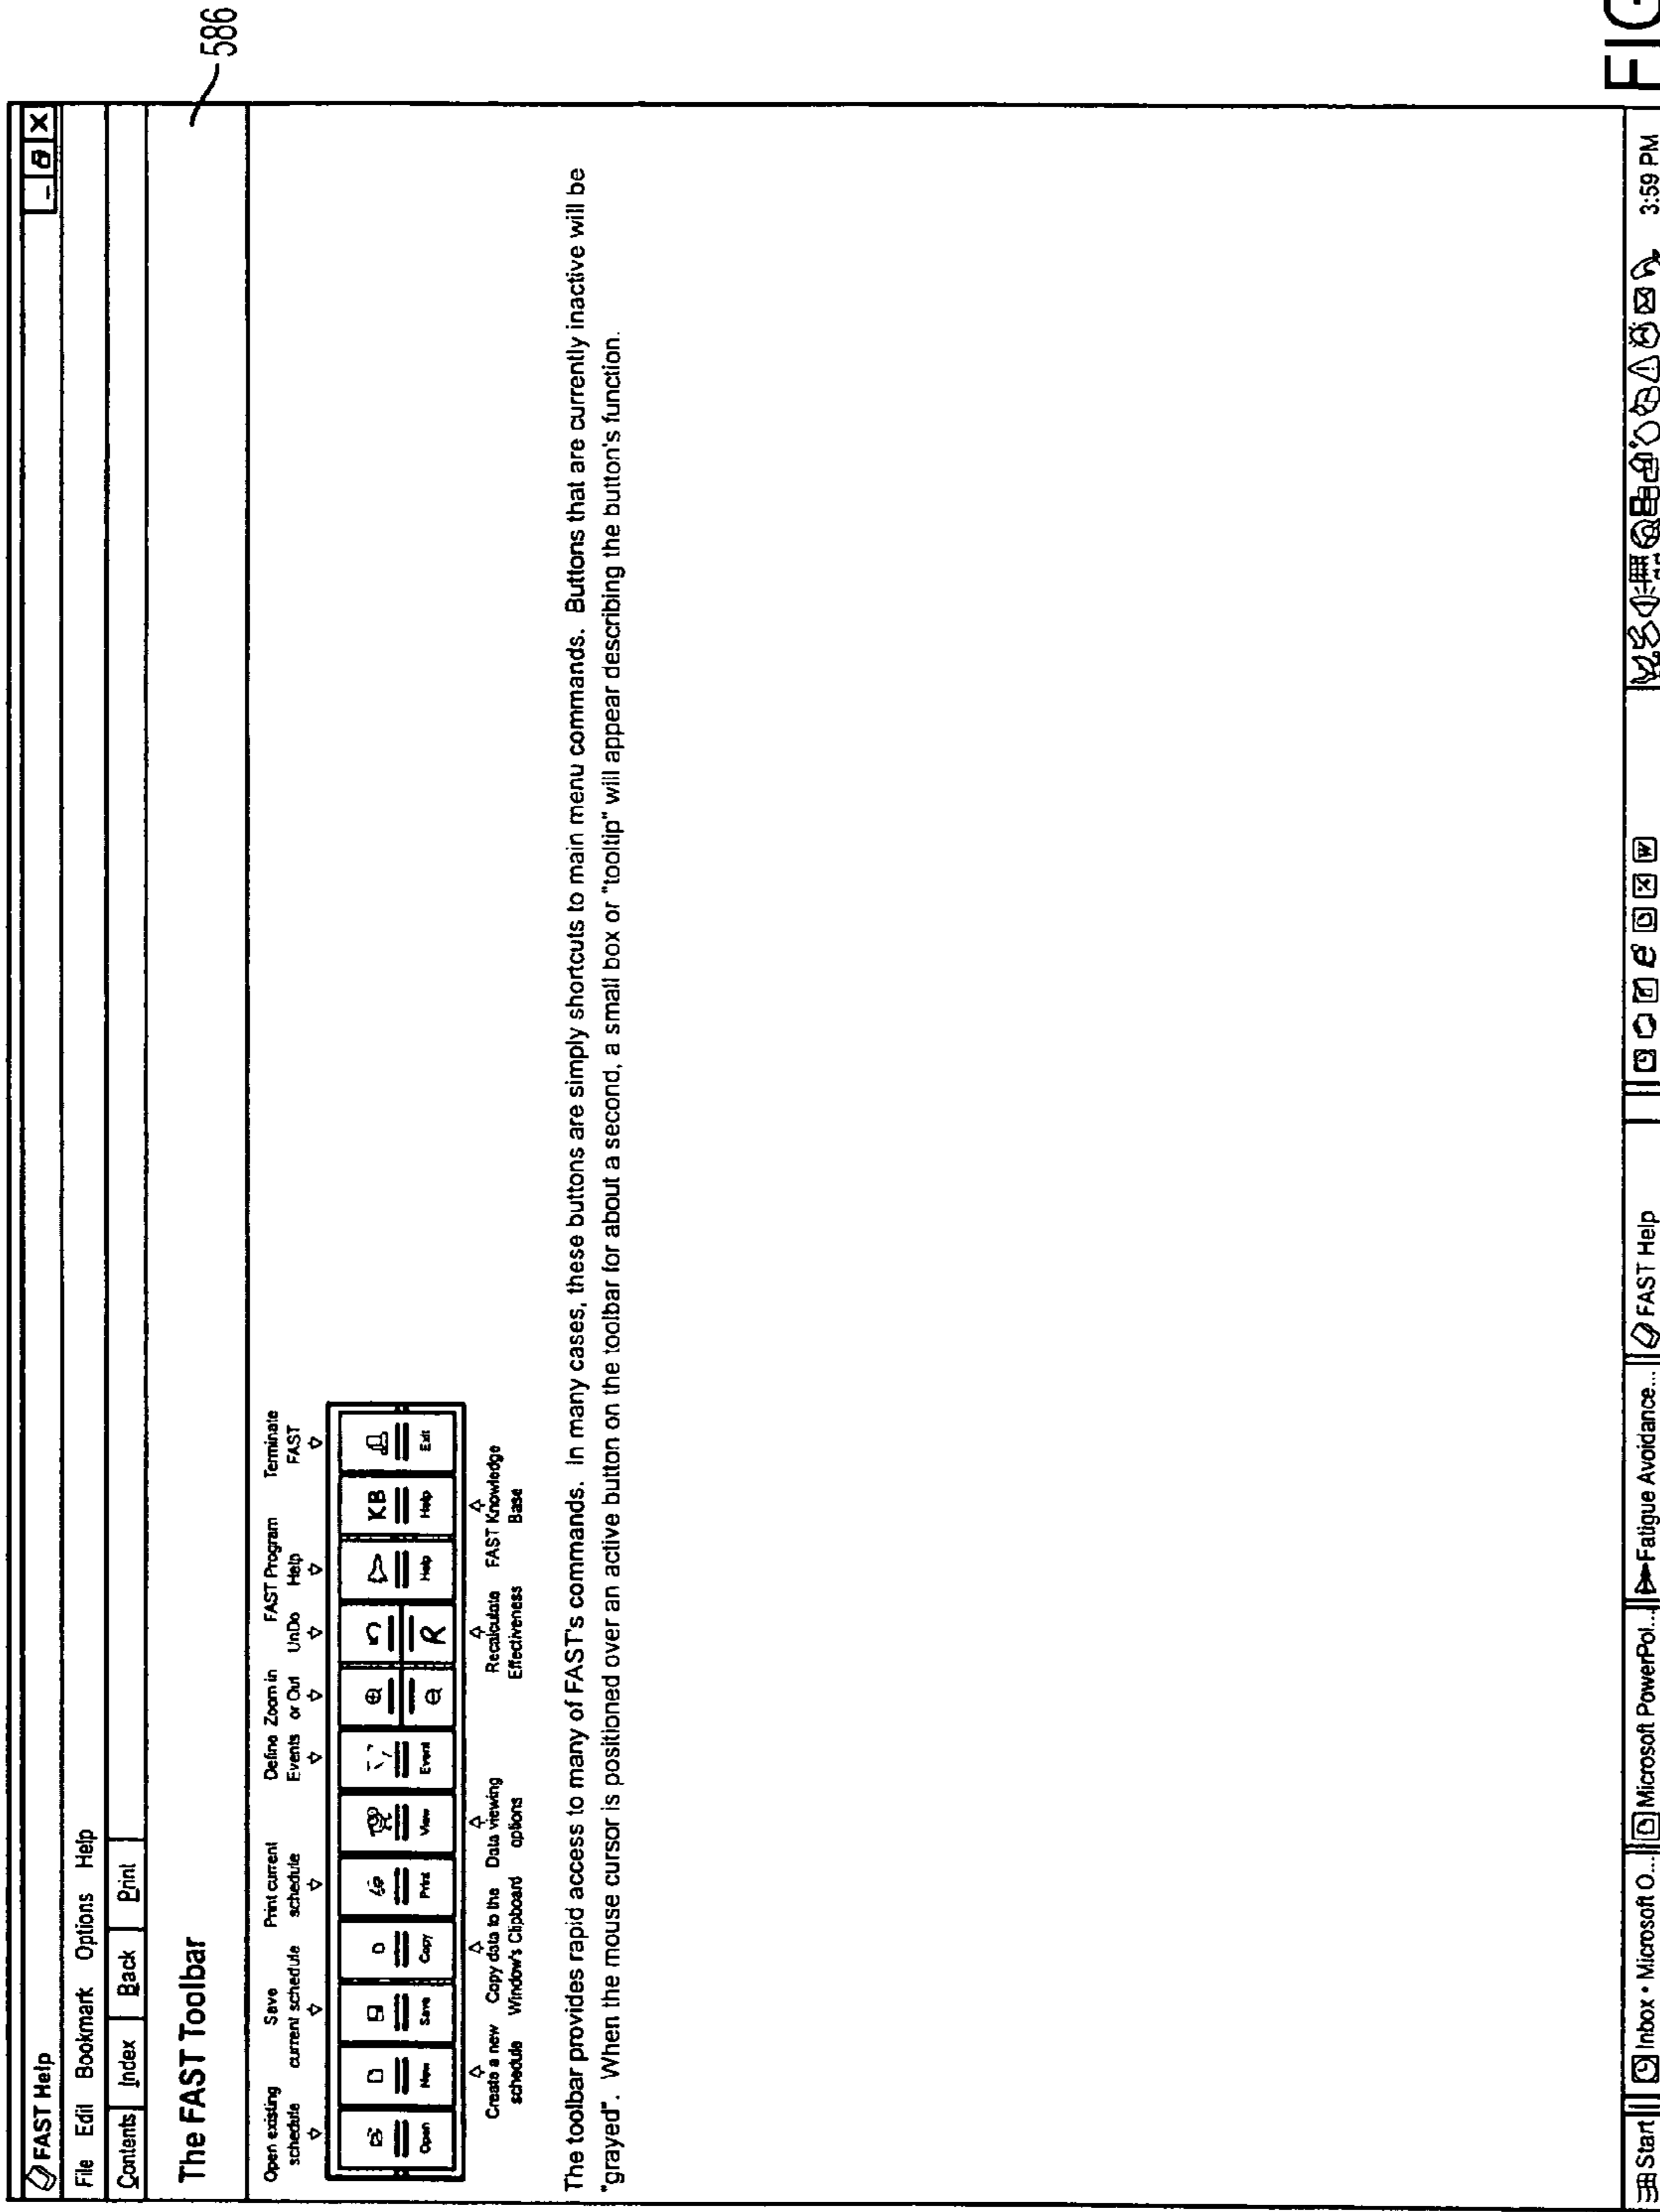 FAST Help
File Edit Bookmark Options Help
Contents Index Back Print
586
The FAST Toolbar
Open existing schedule
Save current schedule
Print current schedule
Define Events
Zoom in or Out
UnDo
FAST Program Help
Terminate FAST
Open New Save Copy Print View Event R Help KB Help Exit
Create a new schedule
Copy data to the Window's Clipboard
Data viewing options
Recalculate Effectiveness
FAST Knowledge Base
The toolbar provides rapid access to many of FAST's commands. In many cases, these buttons are simply shortcuts to main menu commands. Buttons that are currently inactive will be
"grayed". When the mouse cursor is positioned over an active button on the toolbar for about a second, a small box or "tooltip" will appear describing the button's function.
Start Inbox • Microsoft O... Microsoft PowerPoi... Fatigue Avoidance... FAST Help 3:59 PM